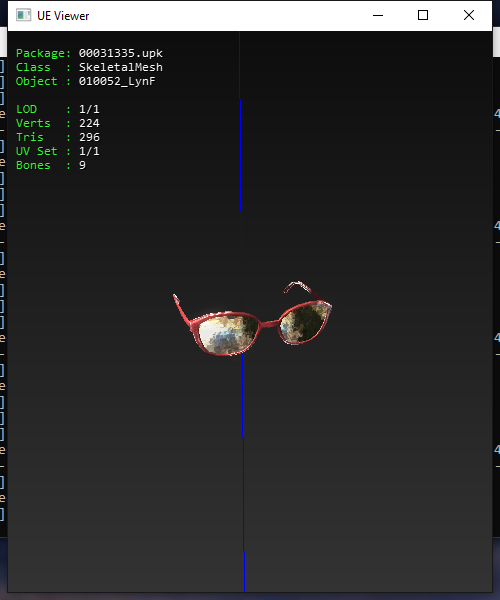 UE Viewer
Package: 00031335.upk
Class : SkeletalMesh
Object : 010052_LynF
LOD : 1/1
Verts : 224
Tris : 296
UV Set : 1/1
Bones : 9